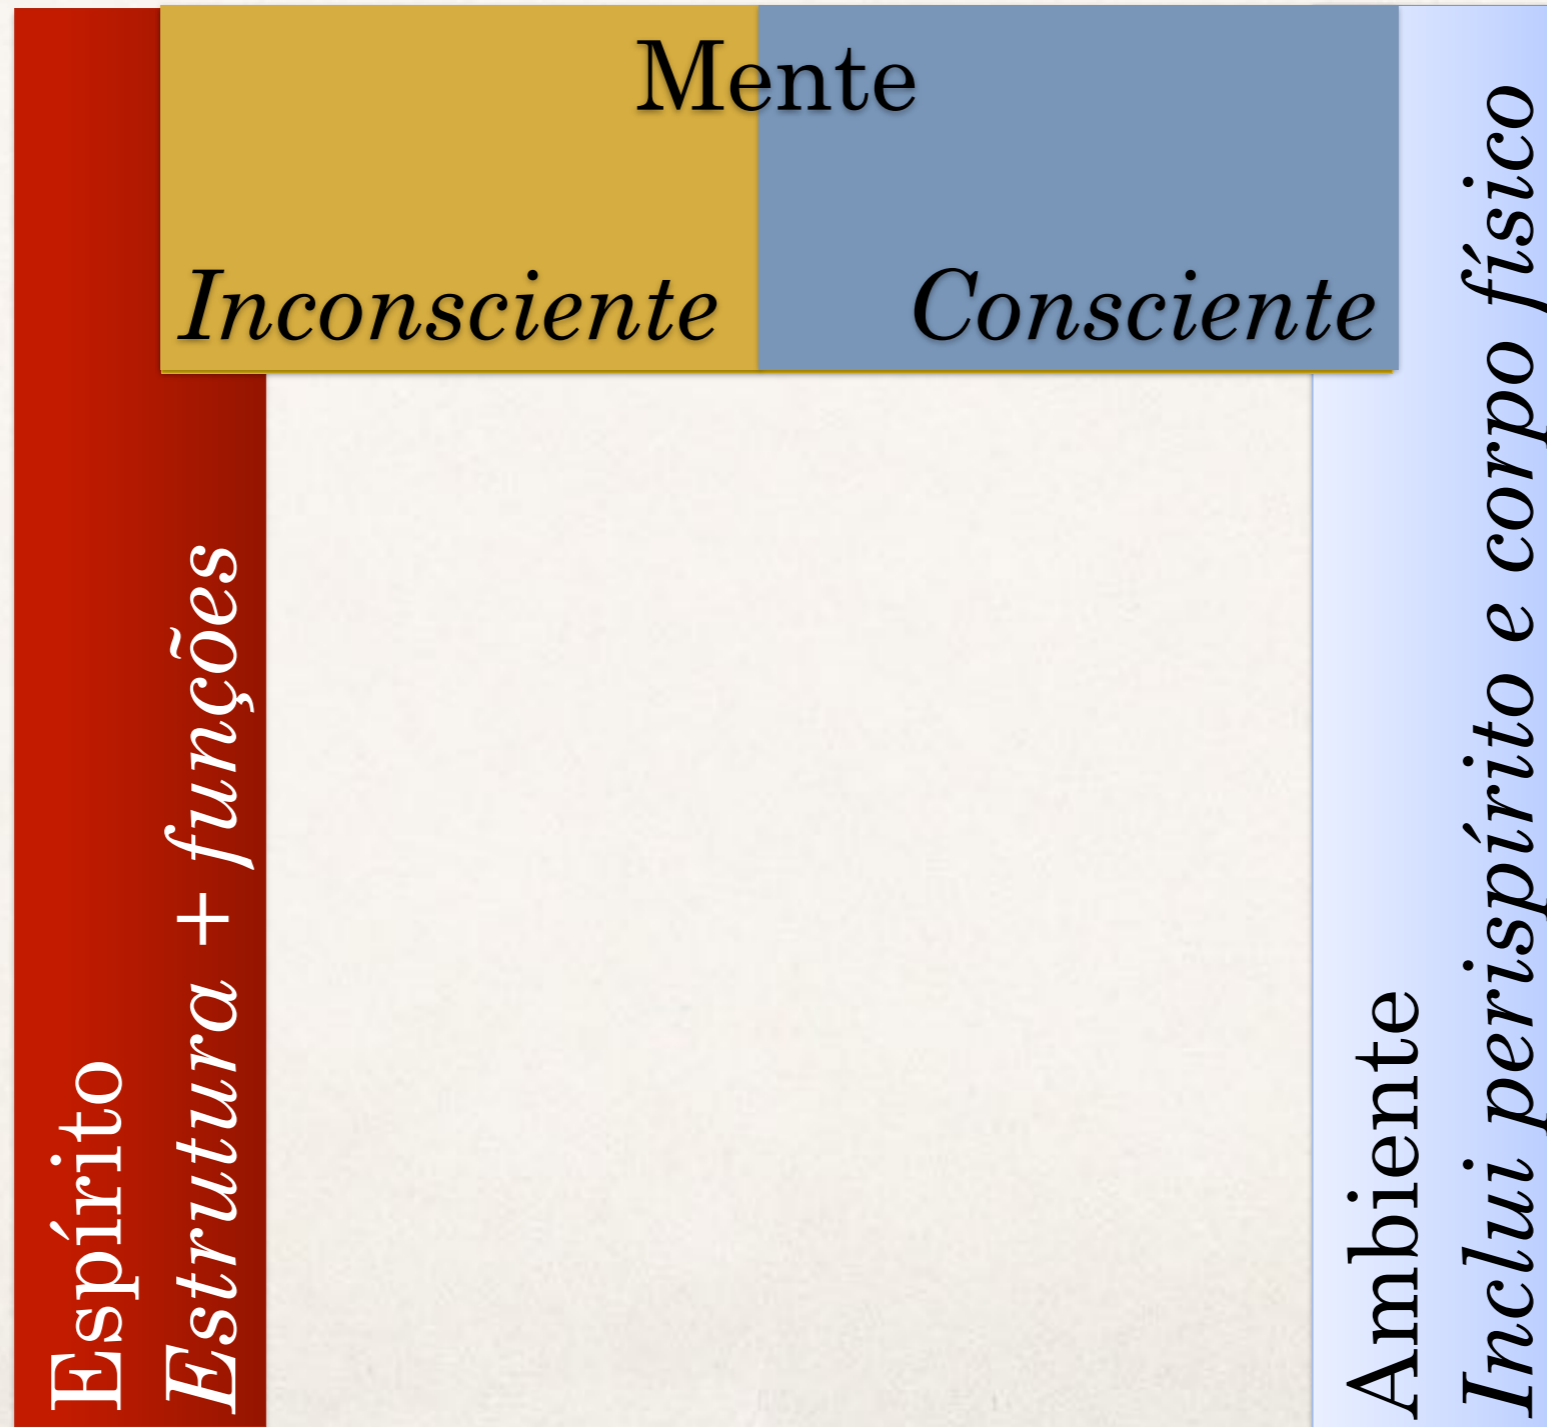 Mente
Inconsciente
Consciente
Espírito
Estrutura + funções
Ambiente
Inclui perispírito e corpo físico